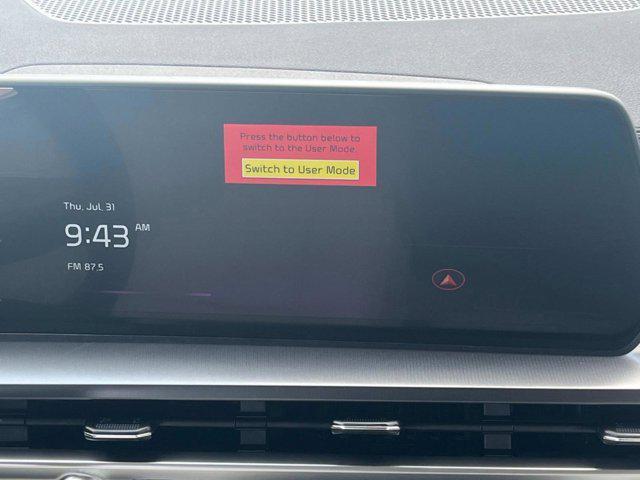 Press the button below to
switch to the User Mode.
Switch to User Mode
Thu, Jul. 31
9:43 AM
FM 87.5